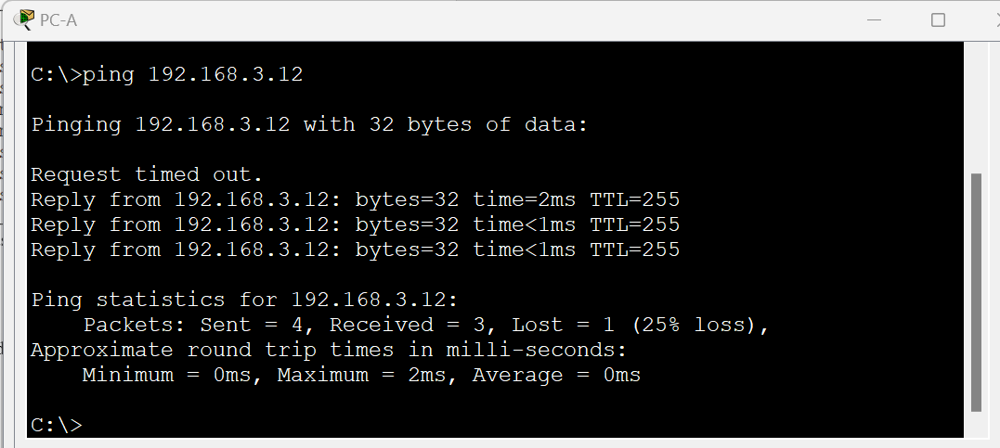 PC-A
C:\>ping 192.168.3.12
Pinging 192.168.3.12 with 32 bytes of data:
Request timed out.
Reply from 192.168.3.12: bytes=32 time=2ms TTL=255
Reply from 192.168.3.12: bytes=32 time<1ms TTL=255
Reply from 192.168.3.12: bytes=32 time<1ms TTL=255
Ping statistics for 192.168.3.12:
    Packets: Sent = 4, Received = 3, Lost = 1 (25% loss),
Approximate round trip times in milli-seconds:
    Minimum = 0ms, Maximum = 2ms, Average = 0ms
C:\>